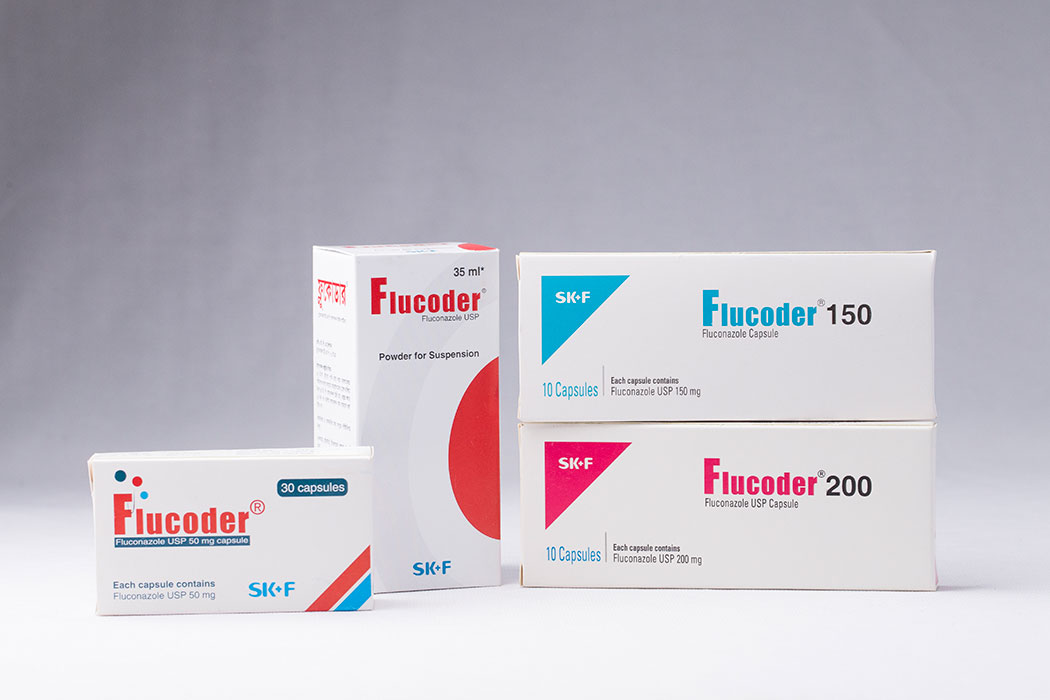 30 capsules
Flucoder®
Fluconazole USP 50 mg capsule
Each capsule contains
Fluconazole USP 50 mg
SK+F
ফ্লুকোডার
35 ml*
Flucoder®
Fluconazole USP
Powder for Suspension
SK+F
SK+F
Flucoder® 150
Fluconazole Capsule
10 Capsules
Each capsule contains
Fluconazole USP 150 mg
SK+F
Flucoder® 200
Fluconazole USP Capsule
10 Capsules
Each capsule contains
Fluconazole USP 200 mg